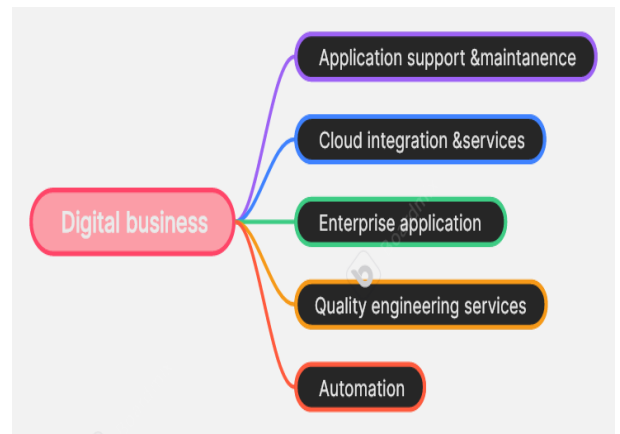 Application support &maintanence
Cloud integration &services
Digital business
Enterprise application
Quality engineering services
Automation